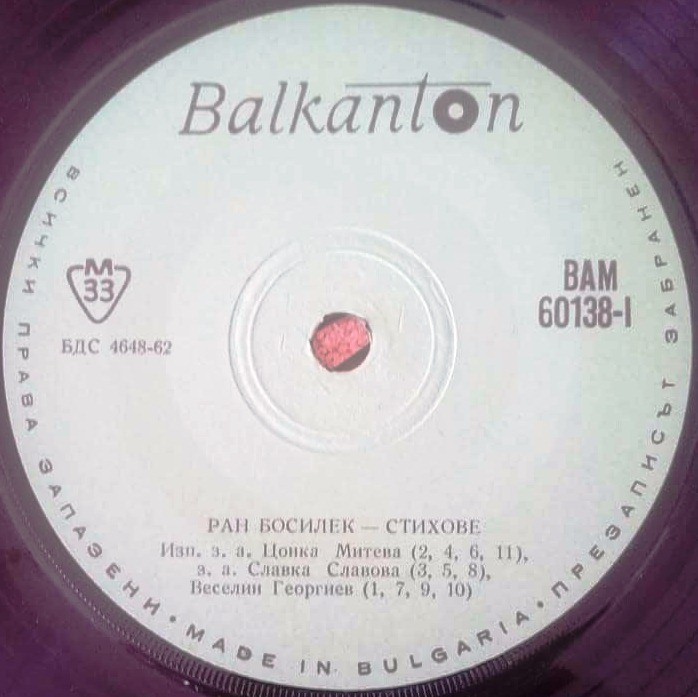 Balkanton
ВСИЧКИ ПРАВА ЗАПАЗЕНИ • MADE IN BULGARIA • ПРЕЗАПИСЪТ ЗАБРАНЕН
М
33
БДС 4648-62
ВАМ
60138-I
РАН БОСИЛЕК — СТИХОВЕ
Изп. з. а. Цонка Митева (2, 4, 6, 11),
з. а. Славка Славова (3, 5, 8),
Веселин Георгиев (1, 7, 9, 10)